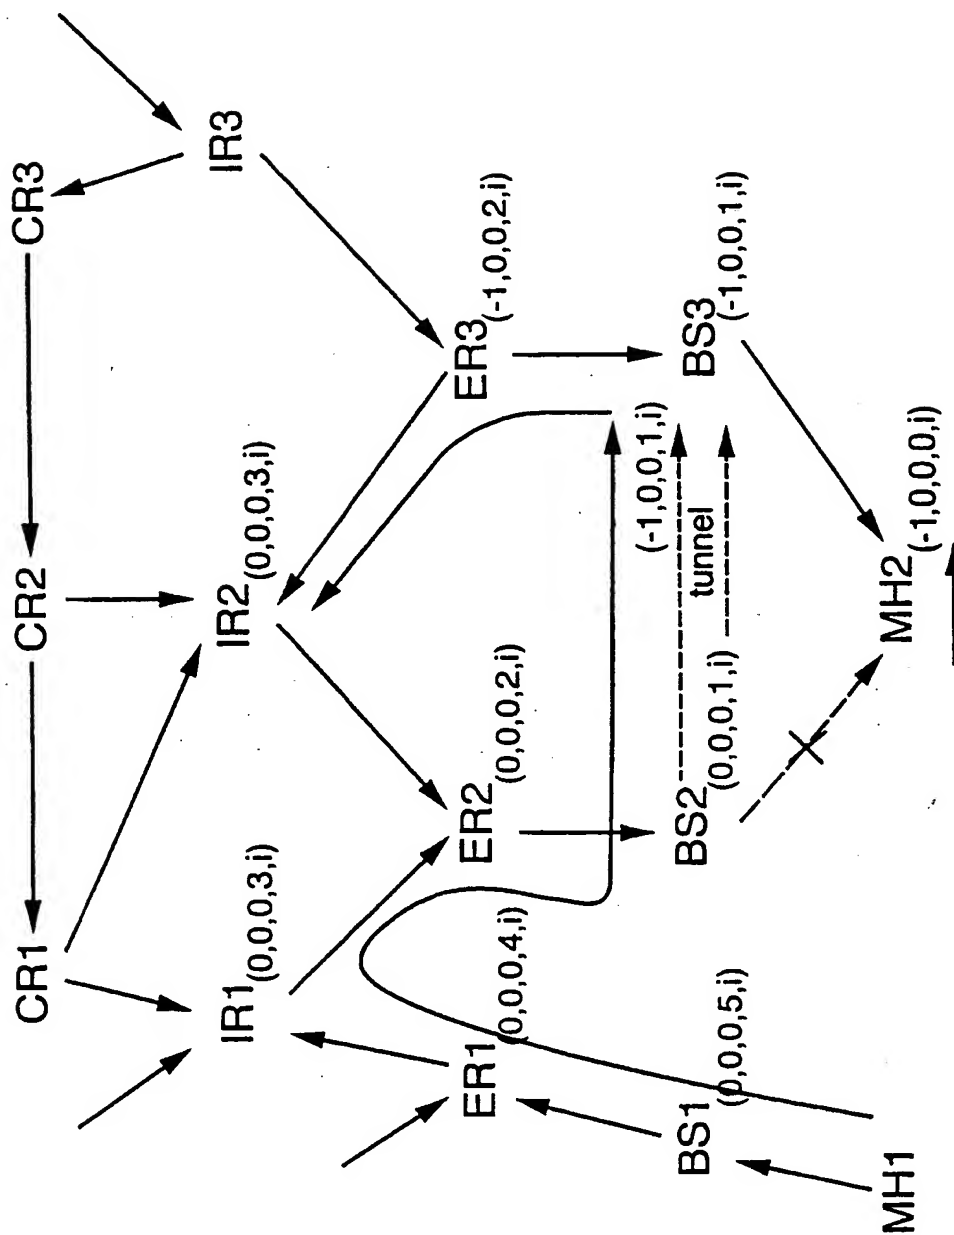 CR1
CR2
CR3
IR1(0,0,0,3,i)
IR2(0,0,0,3,i)
IR3
ER1(0,0,0,4,i)
ER2(0,0,0,2,i)
ER3(-1,0,0,2,i)
(-1,0,0,1,i)
tunnel
BS1(0,0,0,5,i)
BS2(0,0,0,1,i)
BS3(-1,0,0,1,i)
MH1
MH2(-1,0,0,0,i)